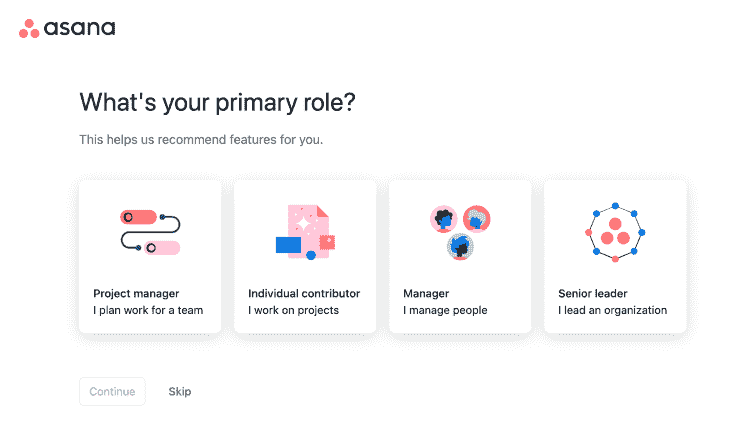 asana
What's your primary role?
This helps us recommend features for you.
Project manager
I plan work for a team
Individual contributor
I work on projects
Manager
I manage people
Senior leader
I lead an organization
Continue
Skip